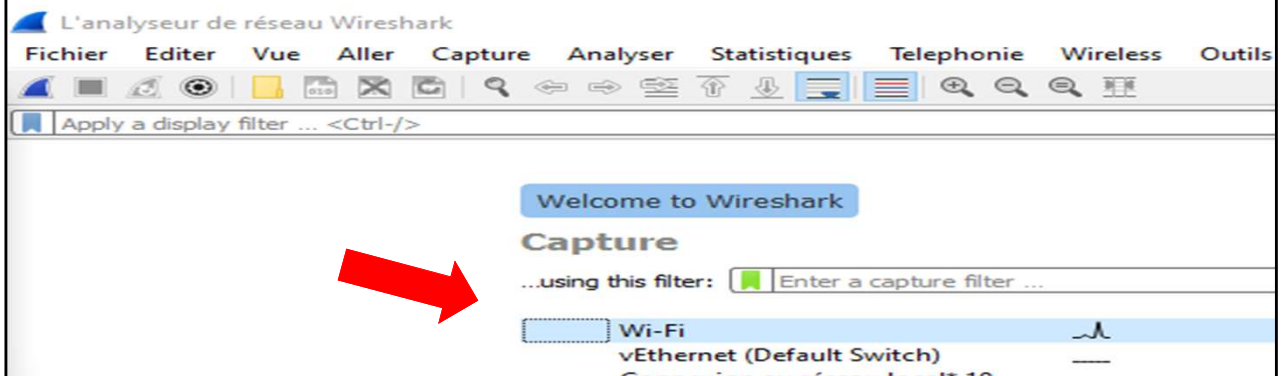 L'analyseur de réseau Wireshark
Fichier Editer Vue Aller Capture Analyser Statistiques Telephonie Wireless Outils
Apply a display filter ... <Ctrl-/>
Welcome to Wireshark
Capture
...using this filter: Enter a capture filter ...
Wi-Fi
vEthernet (Default Switch)